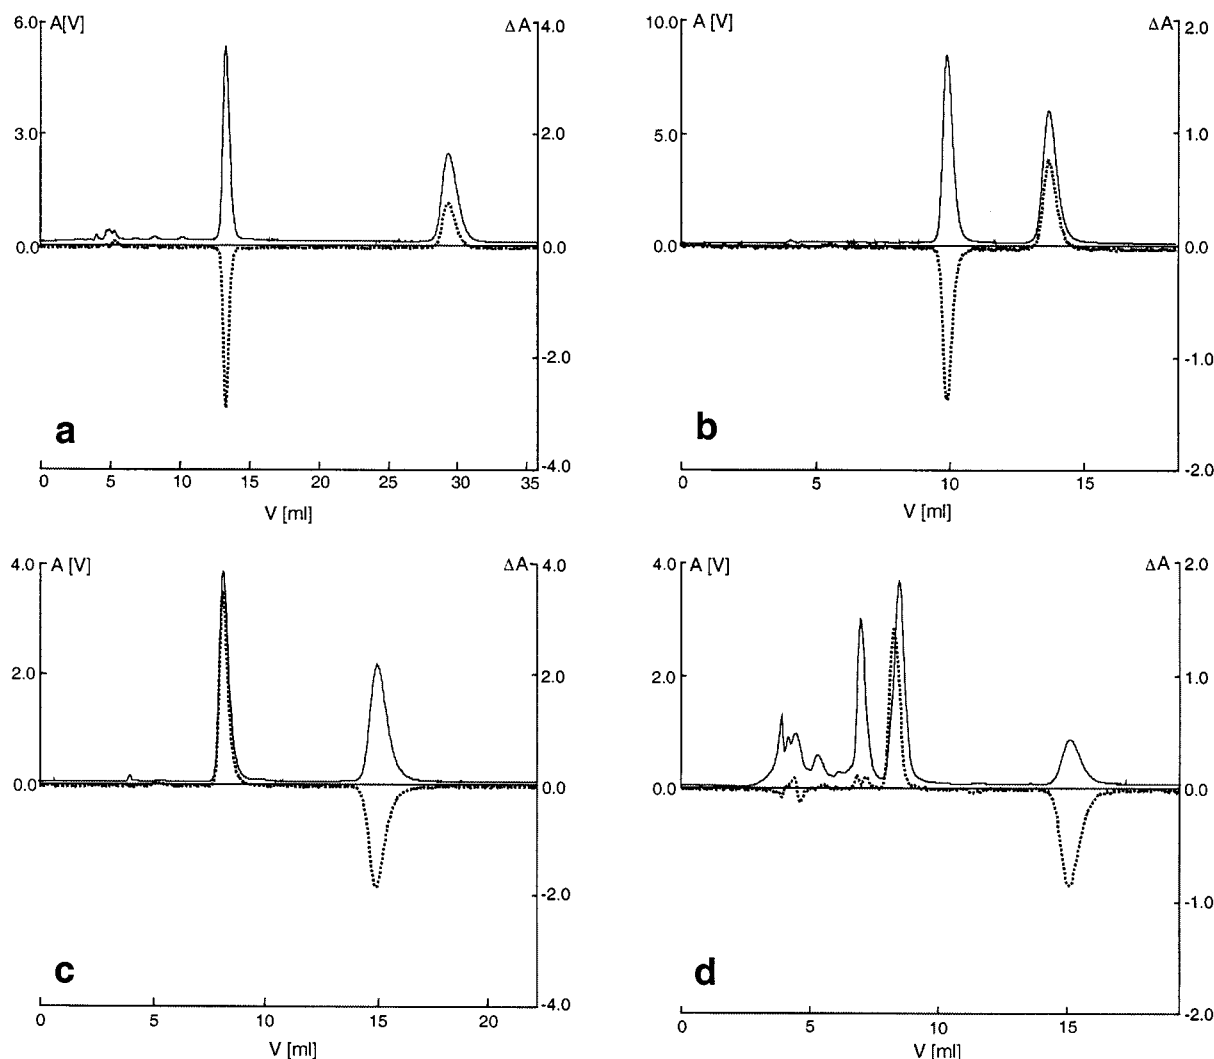 6.0 A[V] ΔA 4.0
3.0 2.0
0.0 0.0
-2.0
a
-4.0
0 5 10 15 20 25 30 35
V [ml]
10.0 A [V] ΔA 2.0
5.0 1.0
0.0 0.0
-1.0
b
-2.0
0 5 10 15
V [ml]
4.0 A [V] ΔA 4.0
2.0 2.0
0.0 0.0
-2.0
c
-4.0
0 5 10 15 20
V [ml]
4.0 A [V] ΔA 2.0
2.0 1.0
0.0 0.0
-1.0
d
-2.0
0 5 10 15
V [ml]